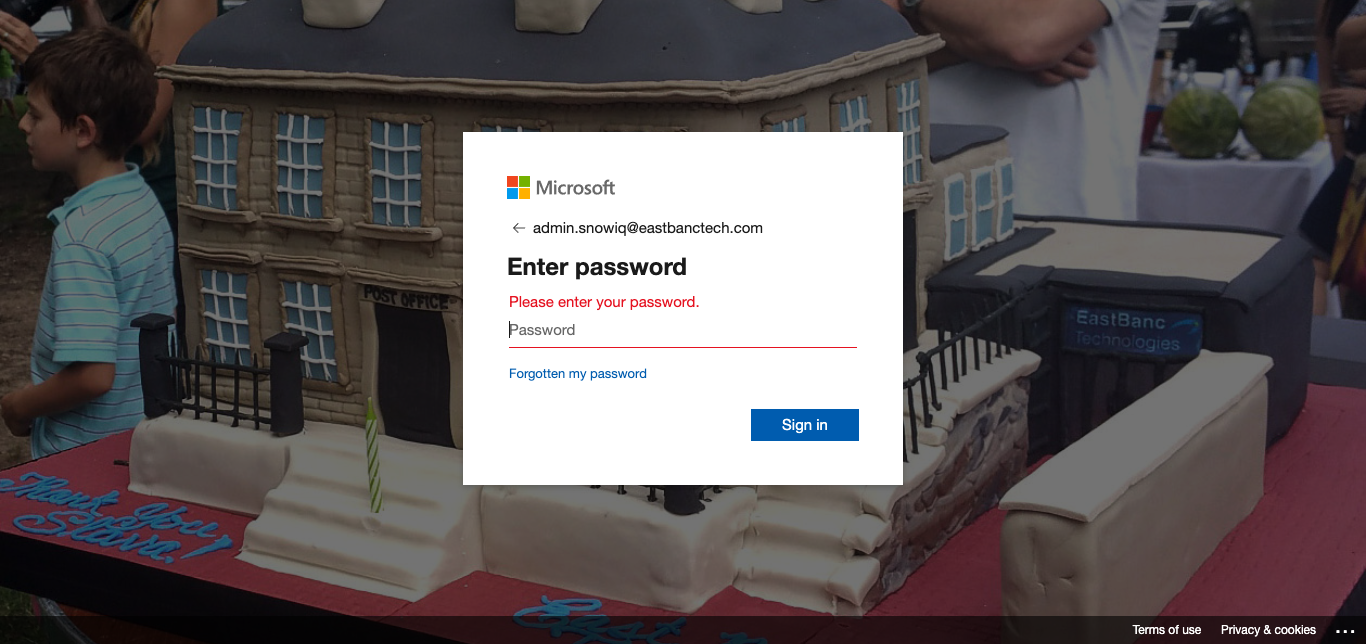 Microsoft
admin.snowiq@eastbanctech.com
Enter password
Please enter your password.
Password
Forgotten my password
Sign in
POST OFFICE
EastBanc
Technologies
Thank you
Slava!
Terms of use
Privacy & cookies